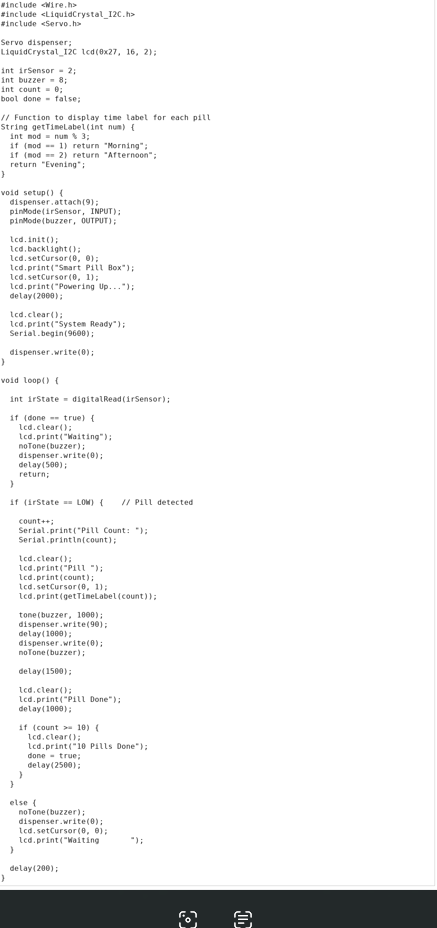 #include <Wire.h>
#include <LiquidCrystal_I2C.h>
#include <Servo.h>

Servo dispenser;
LiquidCrystal_I2C lcd(0x27, 16, 2);

int irSensor = 2;
int buzzer = 8;
int count = 0;
bool done = false;

// Function to display time label for each pill
String getTimeLabel(int num) {
  int mod = num % 3;
  if (mod == 1) return "Morning";
  if (mod == 2) return "Afternoon";
  return "Evening";
}

void setup() {
  dispenser.attach(9);
  pinMode(irSensor, INPUT);
  pinMode(buzzer, OUTPUT);

  lcd.init();
  lcd.backlight();
  lcd.setCursor(0, 0);
  lcd.print("Smart Pill Box");
  lcd.setCursor(0, 1);
  lcd.print("Powering Up...");
  delay(2000);

  lcd.clear();
  lcd.print("System Ready");
  Serial.begin(9600);

  dispenser.write(0);
}

void loop() {

  int irState = digitalRead(irSensor);

  if (done == true) {
    lcd.clear();
    lcd.print("Waiting");
    noTone(buzzer);
    dispenser.write(0);
    delay(500);
    return;
  }

  if (irState == LOW) {    // Pill detected

    count++;
    Serial.print("Pill Count: ");
    Serial.println(count);

    lcd.clear();
    lcd.print("Pill ");
    lcd.print(count);
    lcd.setCursor(0, 1);
    lcd.print(getTimeLabel(count));

    tone(buzzer, 1000);
    dispenser.write(90);
    delay(1000);
    dispenser.write(0);
    noTone(buzzer);

    delay(1500);

    lcd.clear();
    lcd.print("Pill Done");
    delay(1000);

    if (count >= 10) {
      lcd.clear();
      lcd.print("10 Pills Done");
      done = true;
      delay(2500);
    }
  }

  else {
    noTone(buzzer);
    dispenser.write(0);
    lcd.setCursor(0, 0);
    lcd.print("Waiting       ");
  }

  delay(200);
}